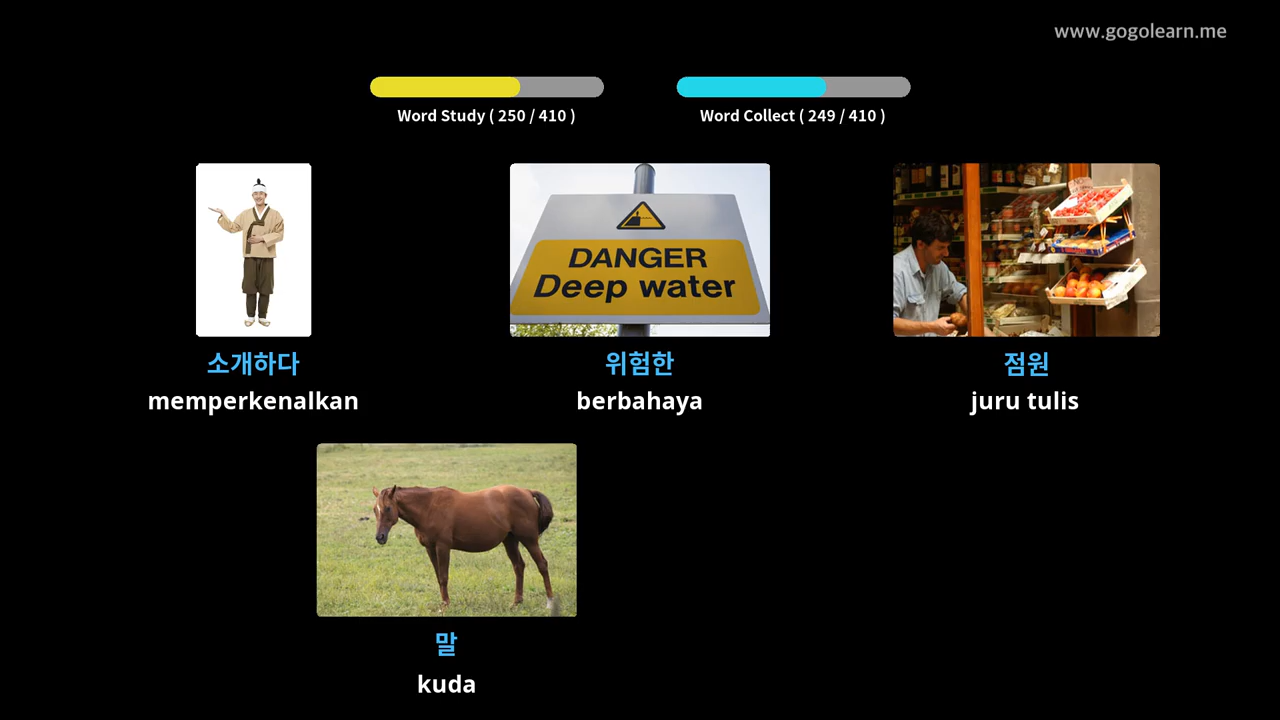 www.gogolearn.me
Word Study ( 250 / 410 )
Word Collect ( 249 / 410 )
DANGER
Deep water
소개하다
memperkenalkan
위험한
berbahaya
점원
juru tulis
말
kuda